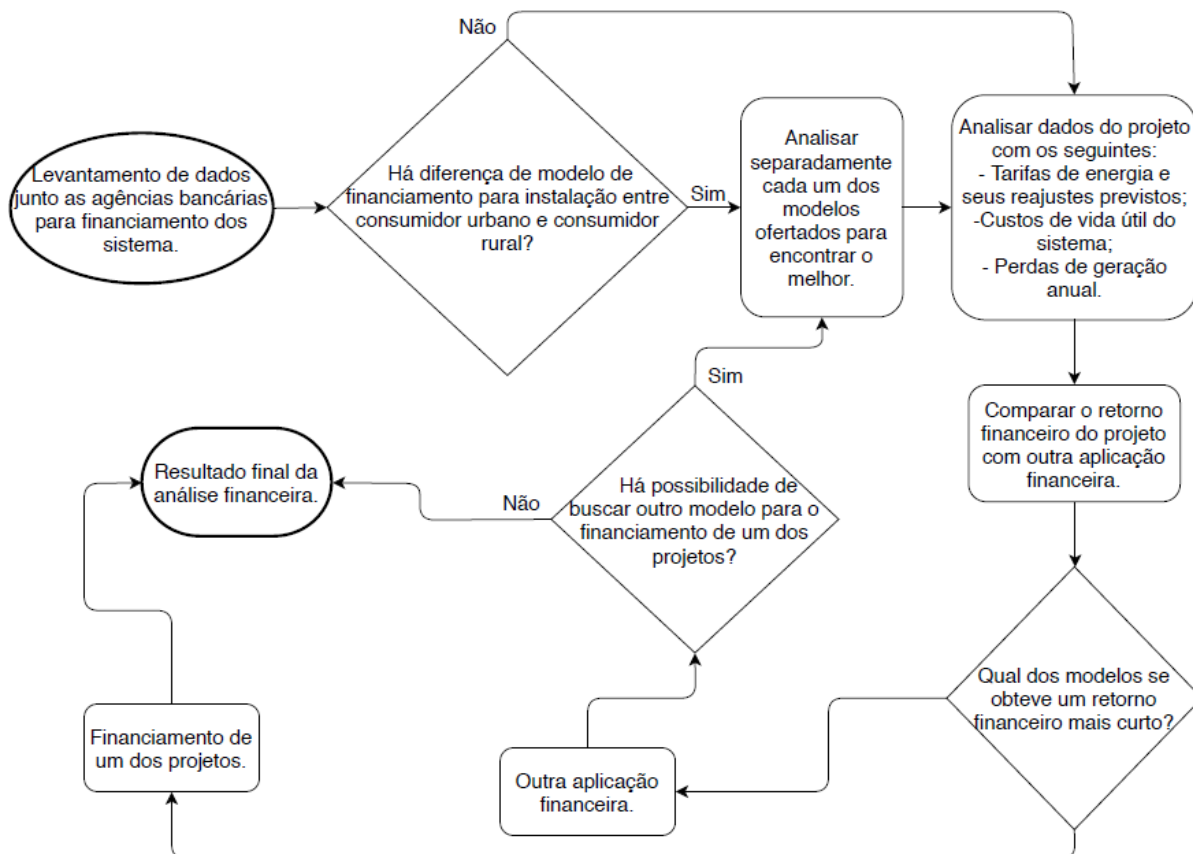 Não
Levantamento de dados
junto as agências bancárias
para financiamento dos
sistema.
Há diferença de modelo de
financiamento para instalação entre
consumidor urbano e consumidor
rural?
Sim
Analisar
separadamente
cada um dos
modelos
ofertados para
encontrar o
melhor.
Analisar dados do projeto
com os seguintes:
- Tarifas de energia e
seus reajustes previstos;
-Custos de vida útil do
sistema;
- Perdas de geração
anual.
Comparar o retorno
financeiro do projeto
com outra aplicação
financeira.
Qual dos modelos se
obteve um retorno
financeiro mais curto?
Outra aplicação
financeira.
Há possibilidade de
buscar outro modelo para o
financiamento de um dos
projetos?
Sim
Não
Financiamento de
um dos projetos.
Resultado final da
análise financeira.